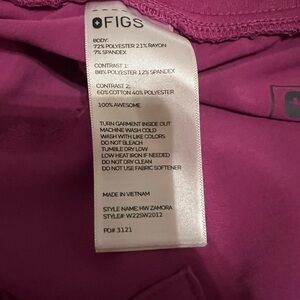 FIGS
BODY:
72% POLYESTER 21% RAYON
7% SPANDEX
CONTRAST 1:
88% POLYESTER 12% SPANDEX
CONTRAST 2:
60% COTTON 40% POLYESTER
100% AWESOME
TURN GARMENT INSIDE OUT
MACHINE WASH COLD
WASH WITH LIKE COLORS
DO NOT BLEACH
TUMBLE DRY LOW
LOW HEAT IRON IF NEEDED
DO NOT DRY CLEAN
DO NOT USE FABRIC SOFTENER
MADE IN VIETNAM
STYLE NAME: HW ZAMORA
STYLE#: W22SW2012
PO# 3121